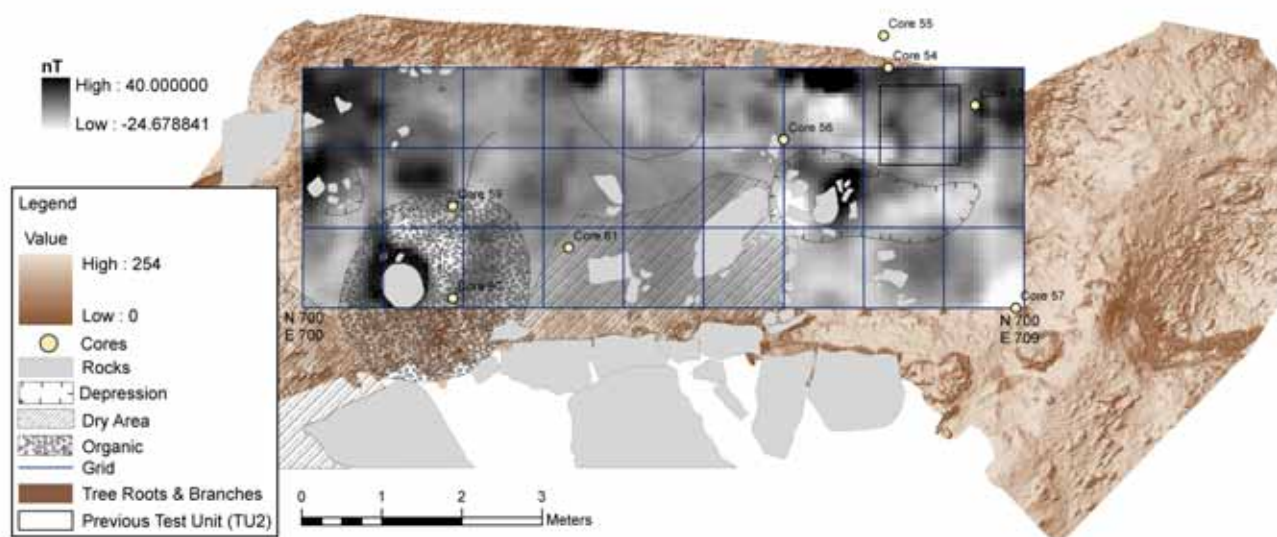 nT
High : 40.000000
Low : -24.678841
Core 55
Core 54
Core 56
Core 59
Core 61
Core 57
N 700
E 700
N 700
E 709
Legend
Value
High : 254
Low : 0
Cores
Rocks
Depression
Dry Area
Organic
Grid
Tree Roots & Branches
Previous Test Unit (TU2)
0 1 2 3
Meters